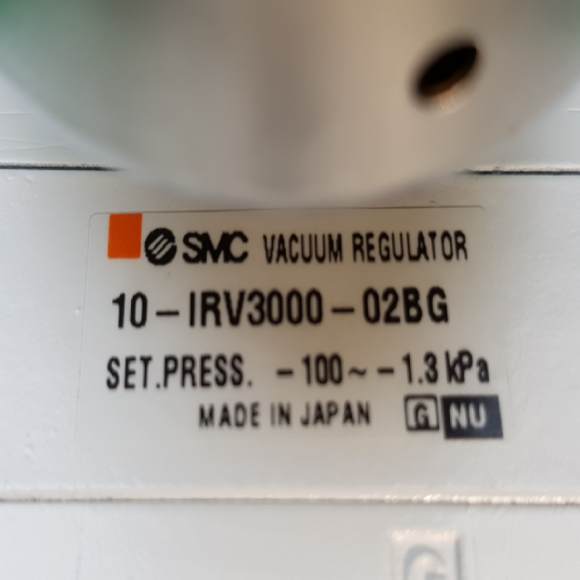 SMC VACUUM REGULATOR
10-IRV3000-02BG
SET.PRESS. -100~-1.3 kPa
MADE IN JAPAN G NU
G